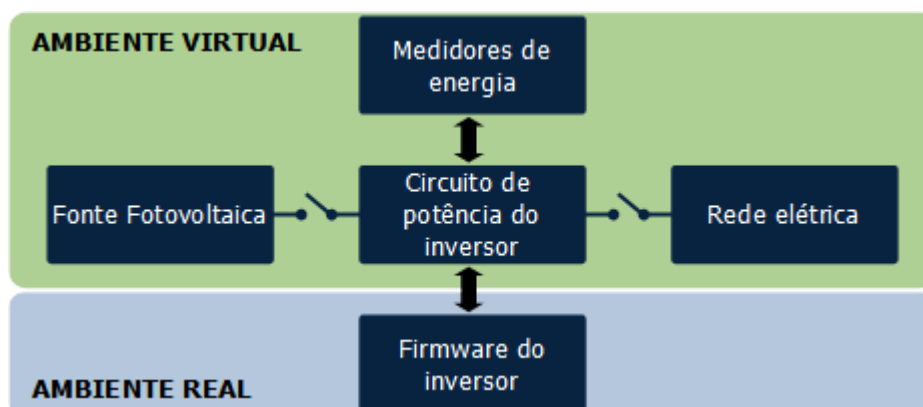 AMBIENTE VIRTUAL
Medidores de
energia
Fonte Fotovoltaica
Circuito de
potência do
inversor
Rede elétrica
Firmware do
inversor
AMBIENTE REAL